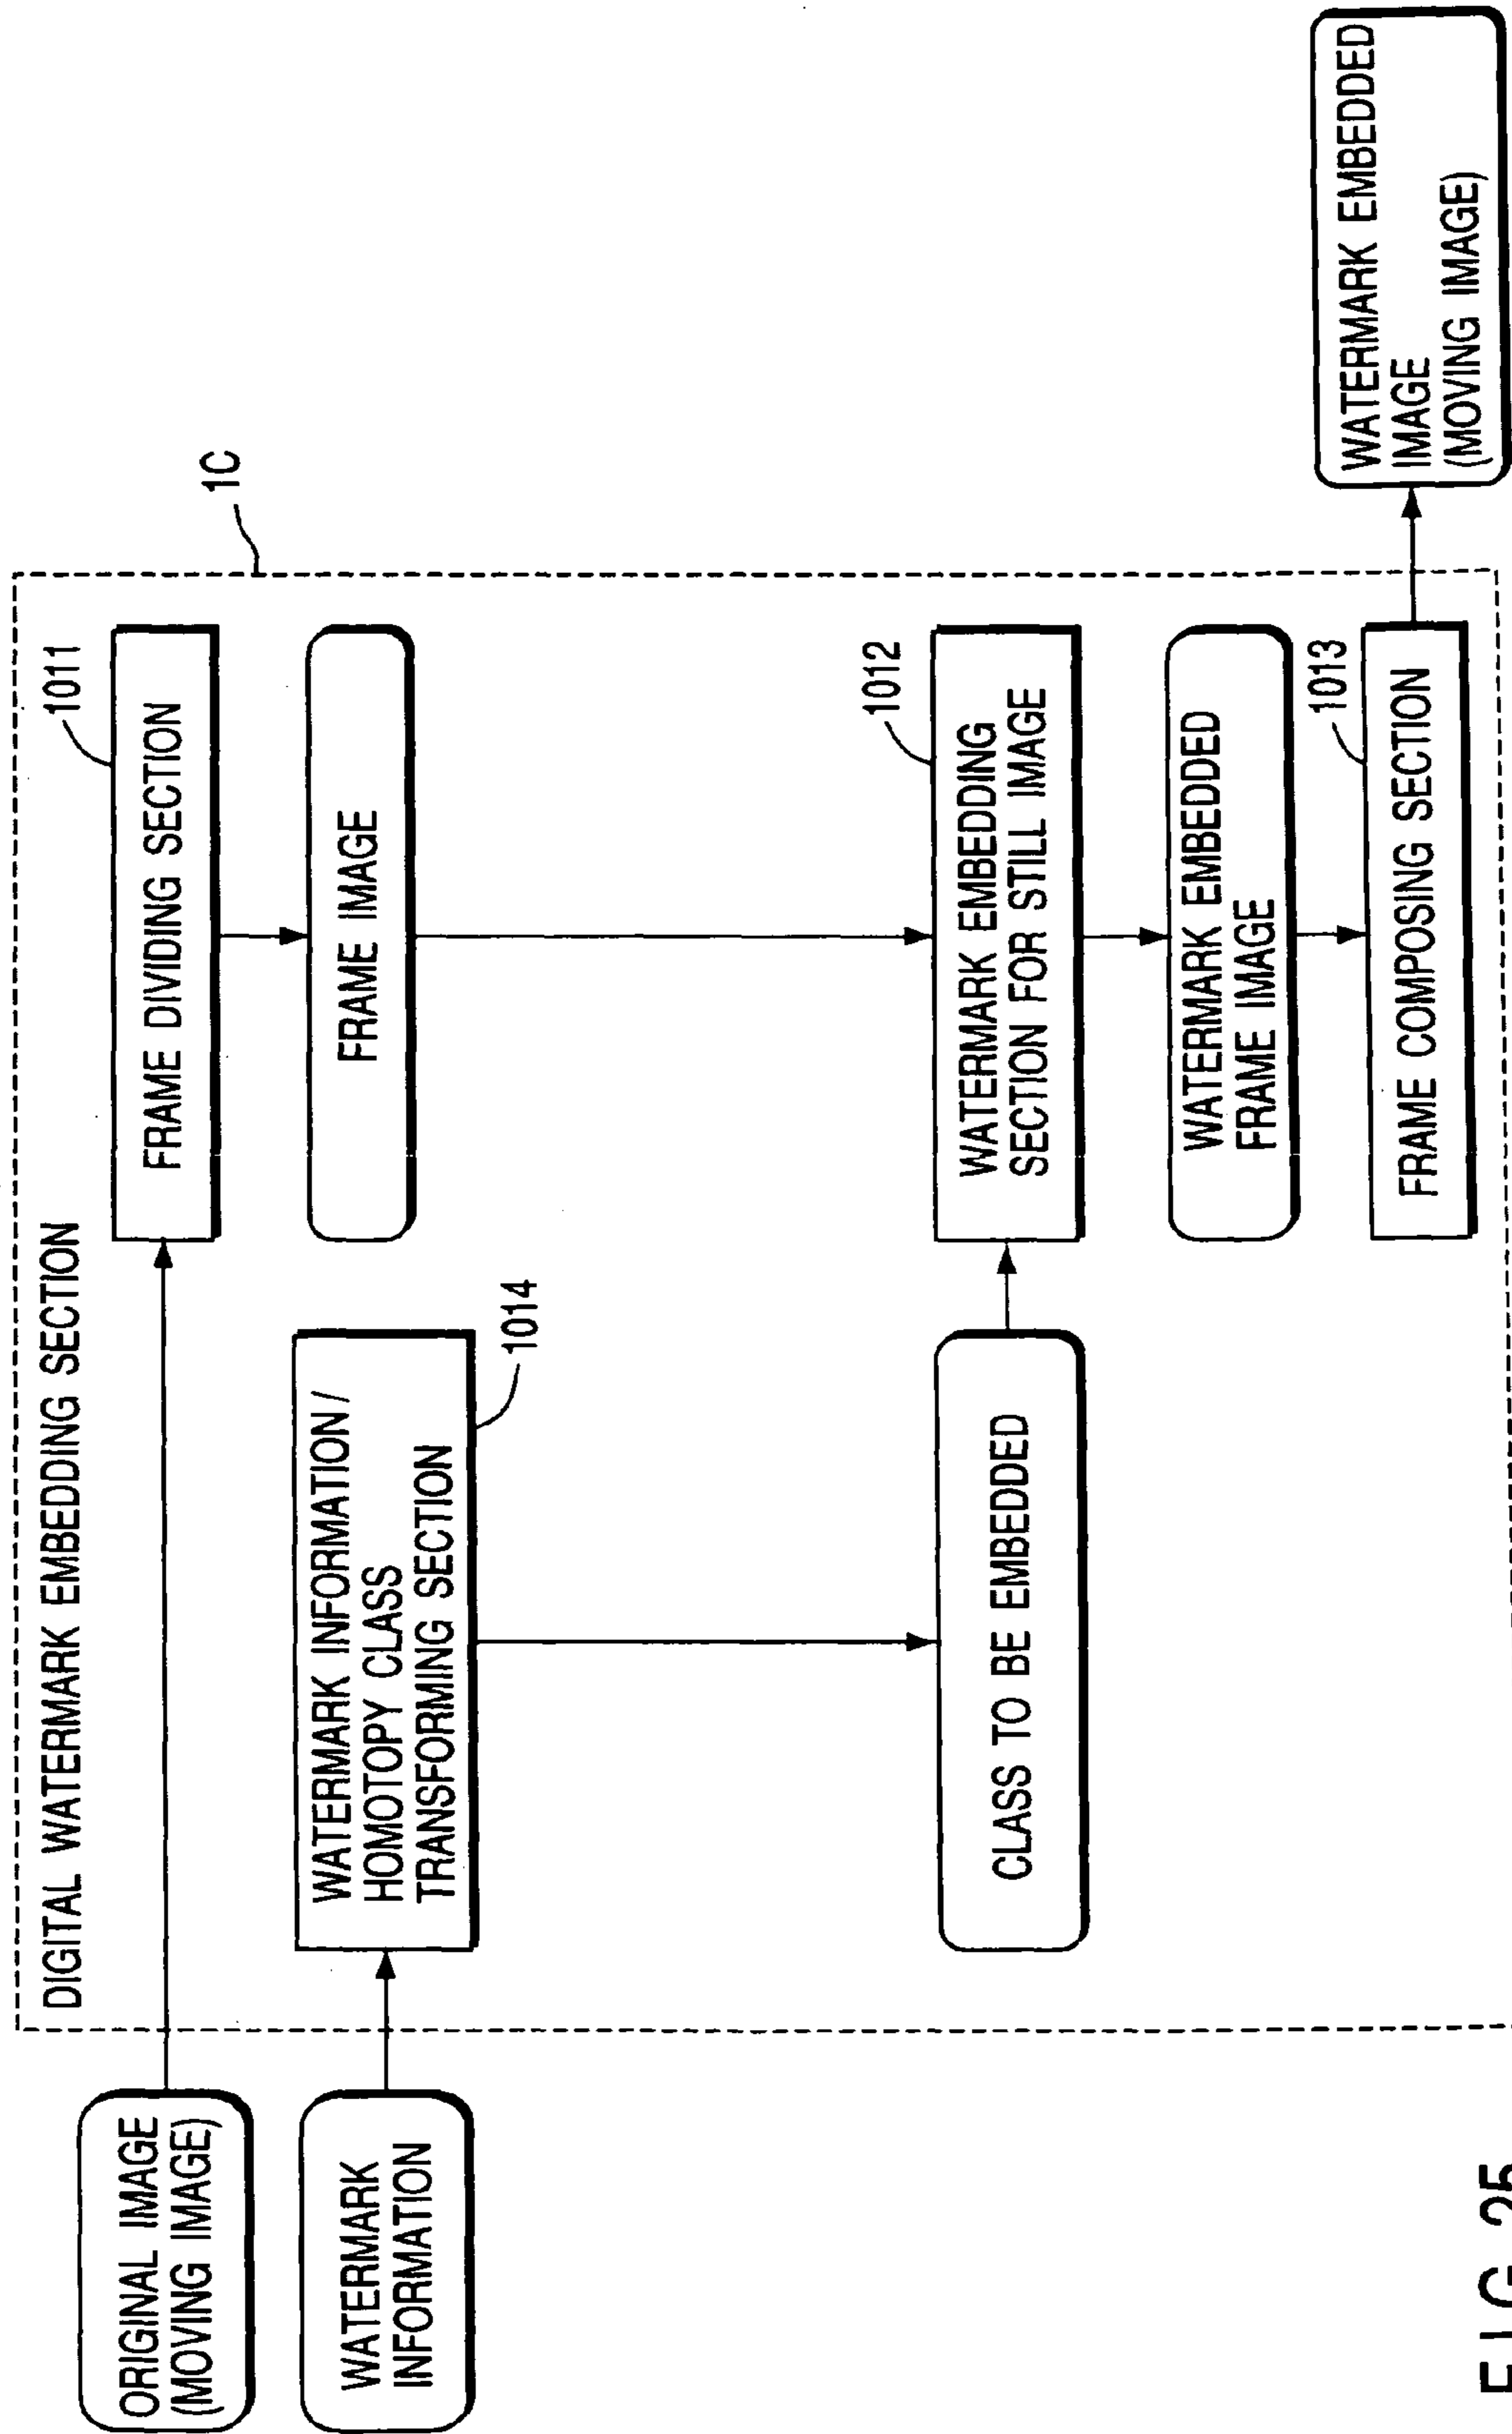 DIGITAL WATERMARK EMBEDDING SECTION
1C
ORIGINAL IMAGE
(MOVING IMAGE)
1011
FRAME DIVIDING SECTION
WATERMARK
INFORMATION
WATERMARK INFORMATION /
HOMOTOPY CLASS
TRANSFORMING SECTION
1014
FRAME IMAGE
CLASS TO BE EMBEDDED
1012
WATERMARK EMBEDDING
SECTION FOR STILL IMAGE
WATERMARK EMBEDDED
FRAME IMAGE
1013
FRAME COMPOSING SECTION
WATERMARK EMBEDDED
IMAGE
(MOVING IMAGE)
FIG. 25